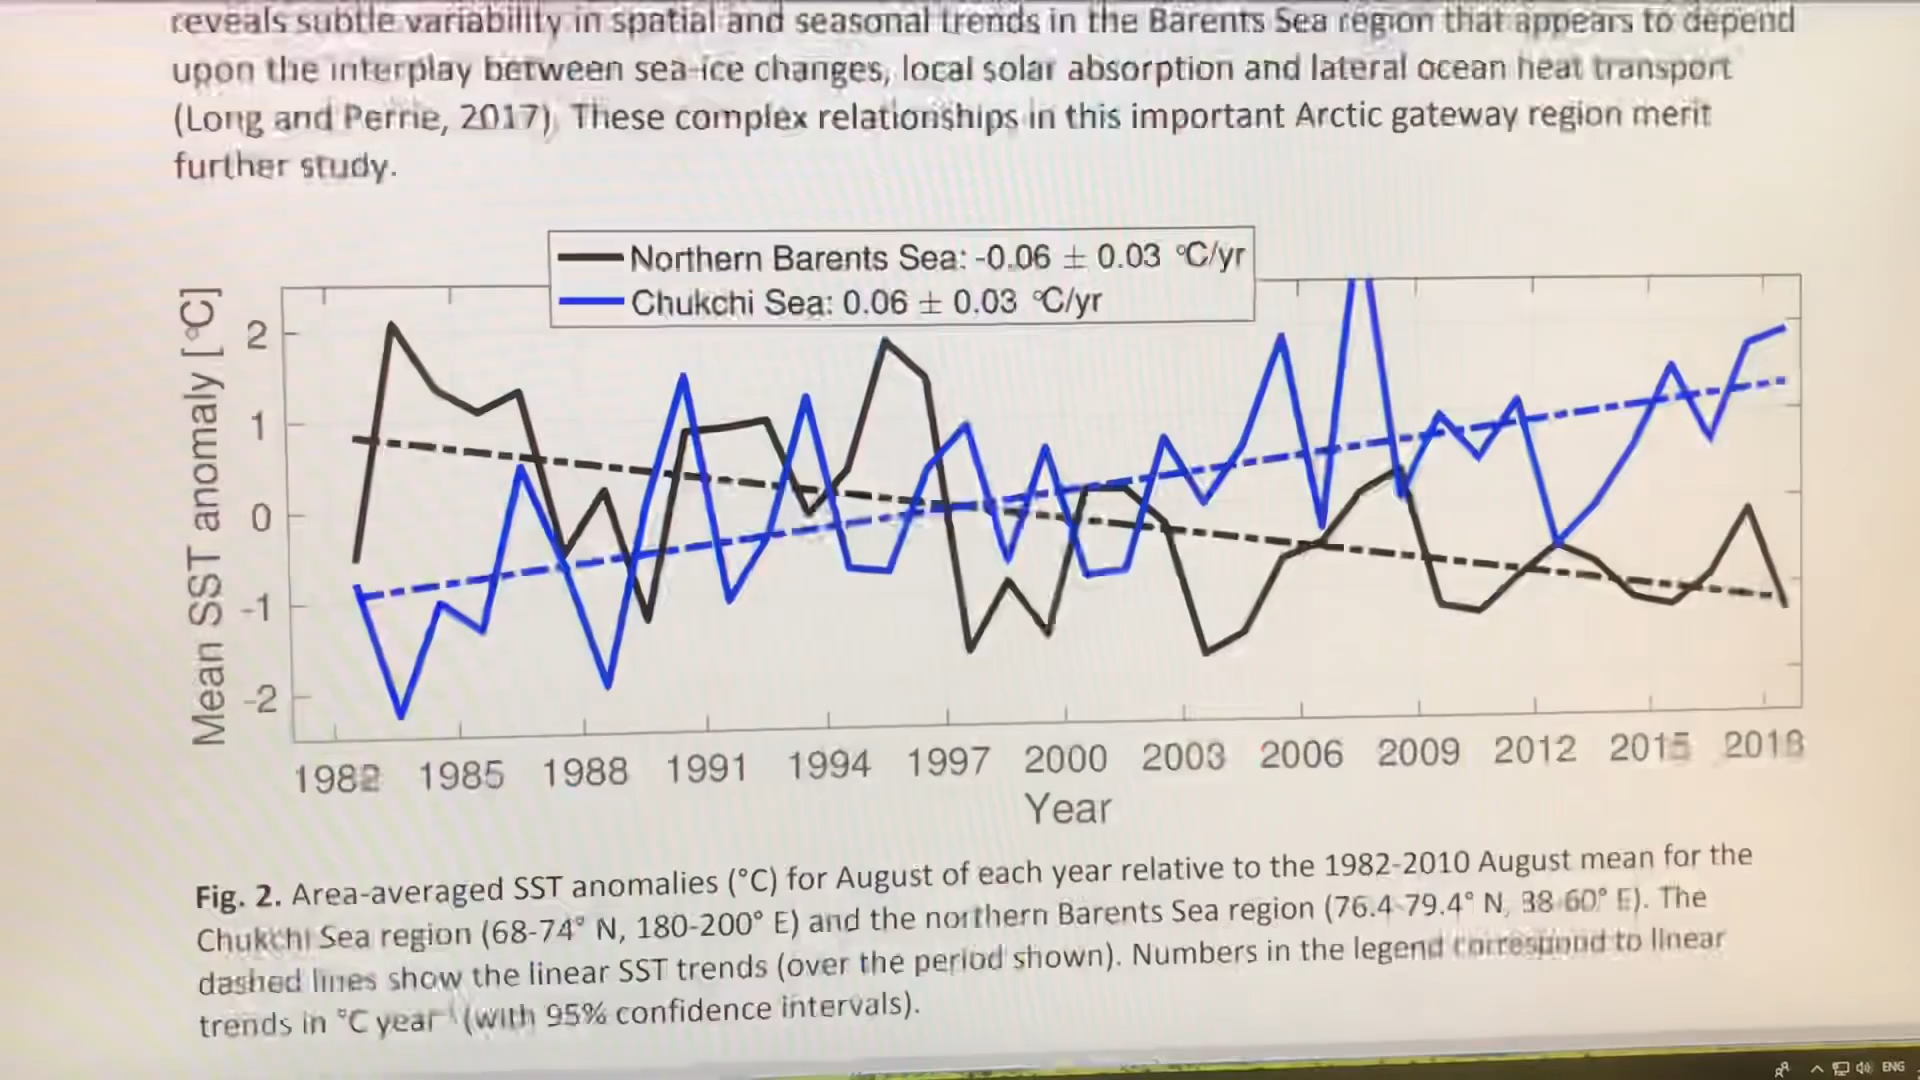 reveals subtle variability in spatial and seasonal trends in the Barents Sea region that appears to depend
upon the interplay between sea-ice changes, local solar absorption and lateral ocean heat transport
(Long and Perrie, 2017). These complex relationships in this important Arctic gateway region merit
further study.
Northern Barents Sea: -0.06 ± 0.03 °C/yr
Chukchi Sea: 0.06 ± 0.03 °C/yr
Mean SST anomaly [°C]
2
1
0
-1
-2
1982 1985 1988 1991 1994 1997 2000 2003 2006 2009 2012 2015 2018
Year
Fig. 2. Area-averaged SST anomalies (°C) for August of each year relative to the 1982-2010 August mean for the
Chukchi Sea region (68-74° N, 180-200° E) and the northern Barents Sea region (76.4-79.4° N, 38-60° E). The
dashed lines show the linear SST trends (over the period shown). Numbers in the legend correspond to linear
trends in °C year (with 95% confidence intervals).
ENG